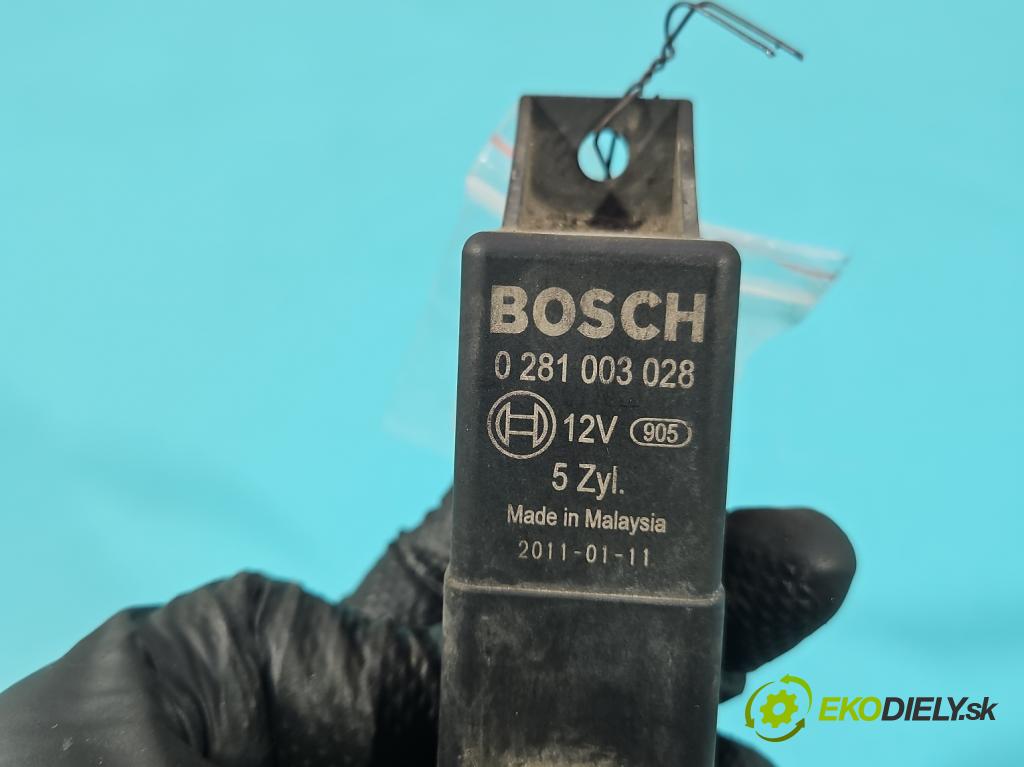 BOSCH
0 281 003 028
12V 905
5 Zyl.
Made in Malaysia
2011-01-11
EKODIELY.sk